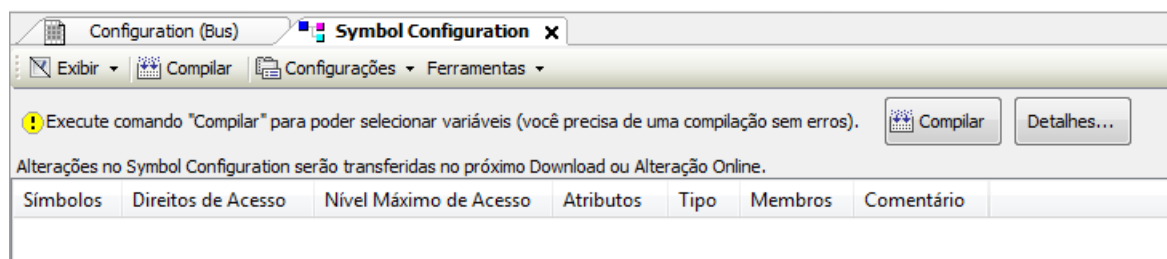 Configuration (Bus) Symbol Configuration x
Exibir Compilar Configurações Ferramentas
Execute comando "Compilar" para poder selecionar variáveis (você precisa de uma compilação sem erros). Compilar Detalhes...
Alterações no Symbol Configuration serão transferidas no próximo Download ou Alteração Online.
Símbolos Direitos de Acesso Nível Máximo de Acesso Atributos Tipo Membros Comentário